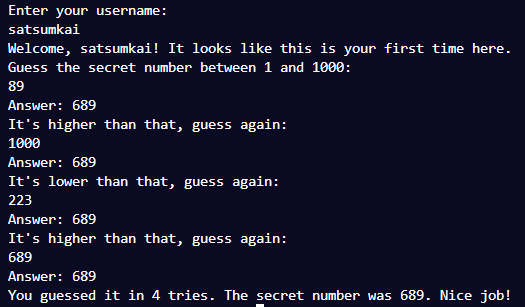 Enter your username:
satsumkai
Welcome, satsumkai! It looks like this is your first time here.
Guess the secret number between 1 and 1000:
89
Answer: 689
It's higher than that, guess again:
1000
Answer: 689
It's lower than that, guess again:
223
Answer: 689
It's higher than that, guess again:
689
Answer: 689
You guessed it in 4 tries. The secret number was 689. Nice job!